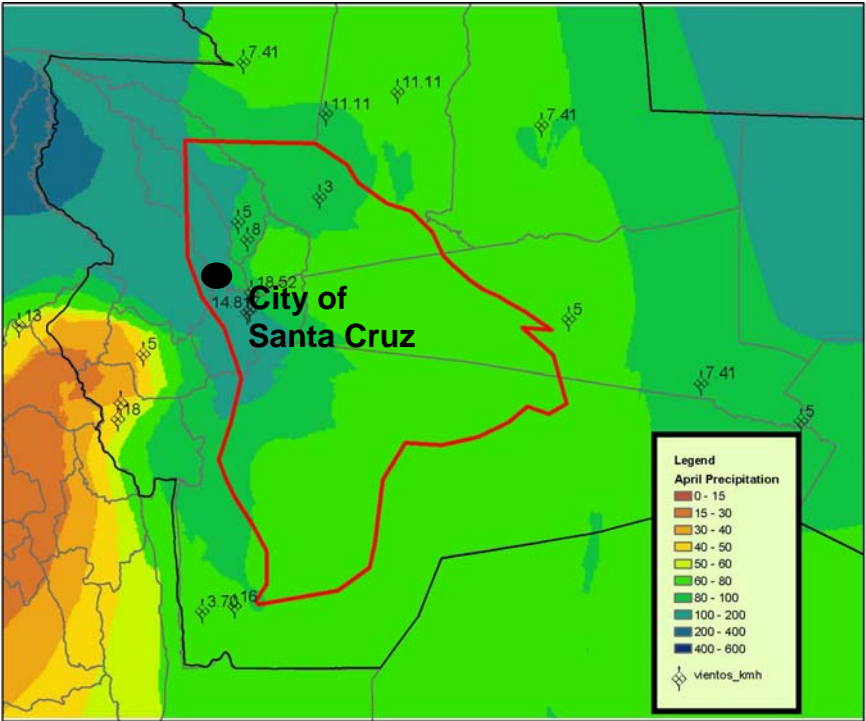 7.41
11.11
11.11
7.41
3
5
8
18.52
14.81
City of
Santa Cruz
13
5
5
7.41
18
5
3.70
16
Legend
April Precipitation
0 - 15
15 - 30
30 - 40
40 - 50
50 - 60
60 - 80
80 - 100
100 - 200
200 - 400
400 - 600
vientos_kmh